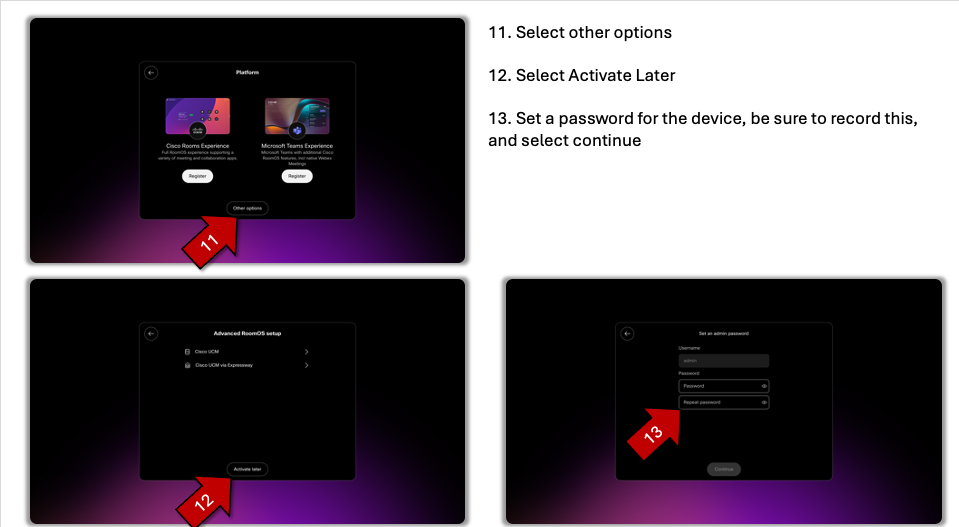 11. Select other options
12. Select Activate Later
13. Set a password for the device, be sure to record this,
and select continue
Platform
Cisco Rooms Experience
Full RoomOS experience supporting a
variety of meeting and collaboration apps.
Register
Microsoft Teams Experience
Microsoft Teams with additional Cisco
RoomOS features, incl native Webex
Meetings
Register
Other options
11
Advanced RoomOS setup
Cisco UCM
Cisco UCM via Expressway
Activate later
12
Set an admin password
Username
admin
Password
Password
Repeat password
Continue
13